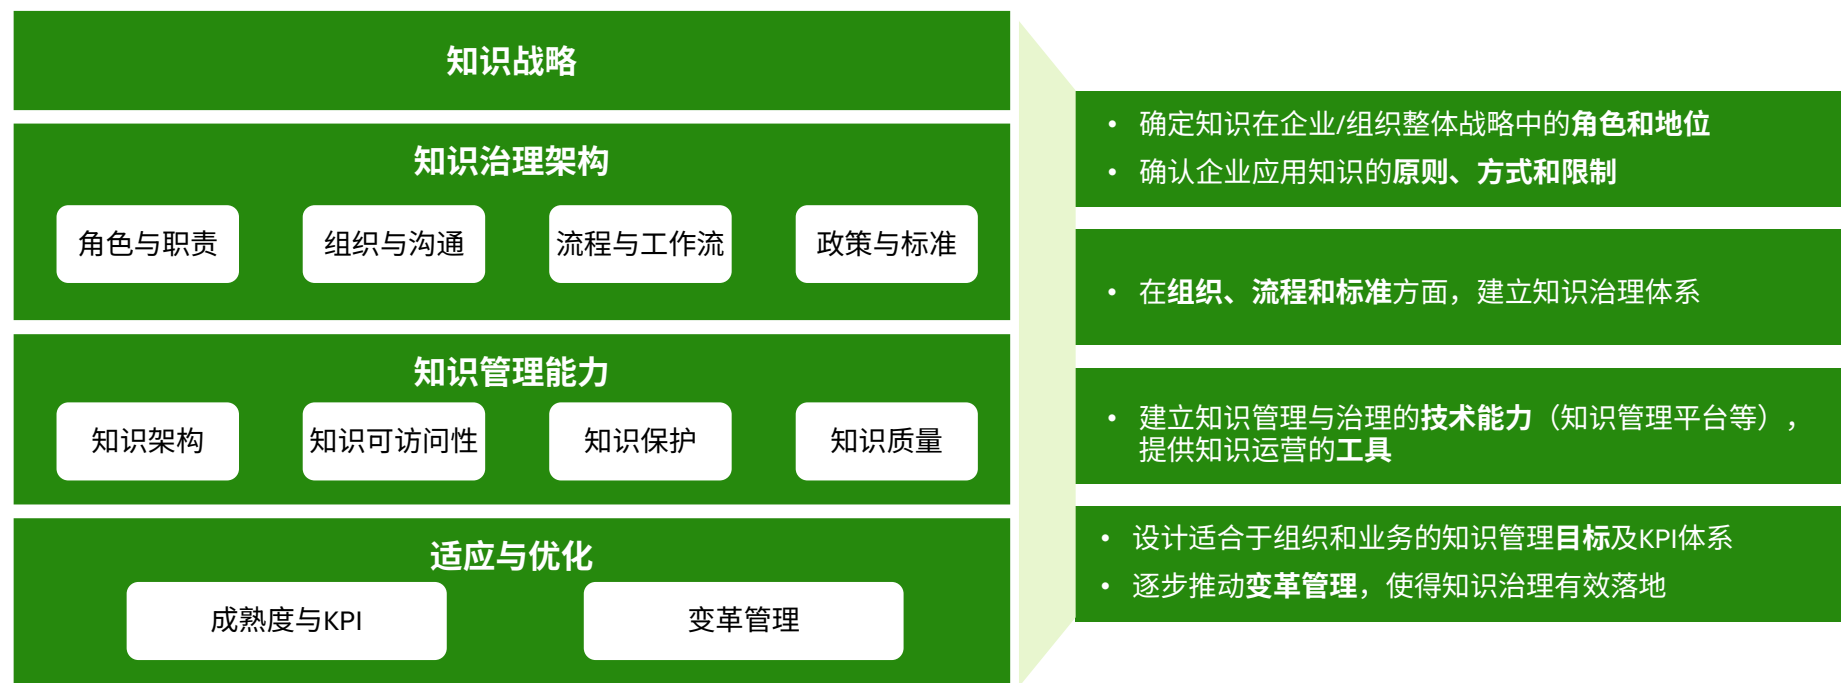 知识战略
知识治理架构
角色与职责
组织与沟通
流程与工作流
政策与标准
知识管理能力
知识架构
知识可访问性
知识保护
知识质量
适应与优化
成熟度与KPI
变革管理
• 确定知识在企业/组织整体战略中的角色和地位
• 确认企业应用知识的原则、方式和限制
• 在组织、流程和标准方面，建立知识治理体系
• 建立知识管理与治理的技术能力（知识管理平台等），
提供知识运营的工具
• 设计适合于组织和业务的知识管理目标及KPI体系
• 逐步推动变革管理，使得知识治理有效落地